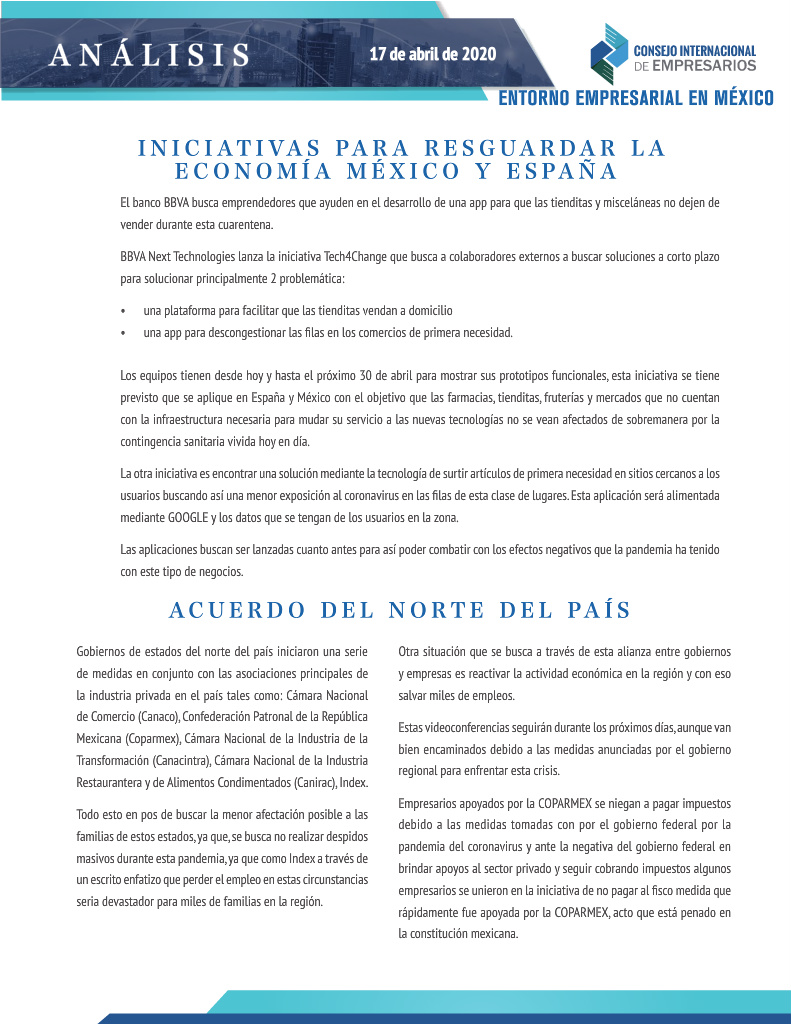 ANÁLISIS
17 de abril de 2020
CONSEJO INTERNACIONAL
DE EMPRESARIOS
ENTORNO EMPRESARIAL EN MÉXICO
INICIATIVAS PARA RESGUARDAR LA
ECONOMÍA MÉXICO Y ESPAÑA
El banco BBVA busca emprendedores que ayuden en el desarrollo de una app para que las tienditas y misceláneas no dejen de
vender durante esta cuarentena.
BBVA Next Technologies lanza la iniciativa Tech4Change que busca a colaboradores externos a buscar soluciones a corto plazo
para solucionar principalmente 2 problemática:
• una plataforma para facilitar que las tienditas vendan a domicilio
• una app para descongestionar las filas en los comercios de primera necesidad.
Los equipos tienen desde hoy y hasta el próximo 30 de abril para mostrar sus prototipos funcionales, esta iniciativa se tiene
previsto que se aplique en España y México con el objetivo que las farmacias, tienditas, fruterías y mercados que no cuentan
con la infraestructura necesaria para mudar su servicio a las nuevas tecnologías no se vean afectados de sobremanera por la
contingencia sanitaria vivida hoy en día.
La otra iniciativa es encontrar una solución mediante la tecnología de surtir artículos de primera necesidad en sitios cercanos a los
usuarios buscando así una menor exposición al coronavirus en las filas de esta clase de lugares. Esta aplicación será alimentada
mediante GOOGLE y los datos que se tengan de los usuarios en la zona.
Las aplicaciones buscan ser lanzadas cuanto antes para así poder combatir con los efectos negativos que la pandemia ha tenido
con este tipo de negocios.
ACUERDO DEL NORTE DEL PAÍS
Gobiernos de estados del norte del país iniciaron una serie
de medidas en conjunto con las asociaciones principales de
la industria privada en el país tales como: Cámara Nacional
de Comercio (Canaco), Confederación Patronal de la República
Mexicana (Coparmex), Cámara Nacional de la Industria de la
Transformación (Canacintra), Cámara Nacional de la Industria
Restaurantera y de Alimentos Condimentados (Canirac), Index.
Todo esto en pos de buscar la menor afectación posible a las
familias de estos estados, ya que, se busca no realizar despidos
masivos durante esta pandemia, ya que como Index a través de
un escrito enfatizo que perder el empleo en estas circunstancias
seria devastador para miles de familias en la región.
Otra situación que se busca a través de esta alianza entre gobiernos
y empresas es reactivar la actividad económica en la región y con eso
salvar miles de empleos.
Estas videoconferencias seguirán durante los próximos días, aunque van
bien encaminados debido a las medidas anunciadas por el gobierno
regional para enfrentar esta crisis.
Empresarios apoyados por la COPARMEX se niegan a pagar impuestos
debido a las medidas tomadas con por el gobierno federal por la
pandemia del coronavirus y ante la negativa del gobierno federal en
brindar apoyos al sector privado y seguir cobrando impuestos algunos
empresarios se unieron en la iniciativa de no pagar al fisco medida que
rápidamente fue apoyada por la COPARMEX, acto que está penado en
la constitución mexicana.